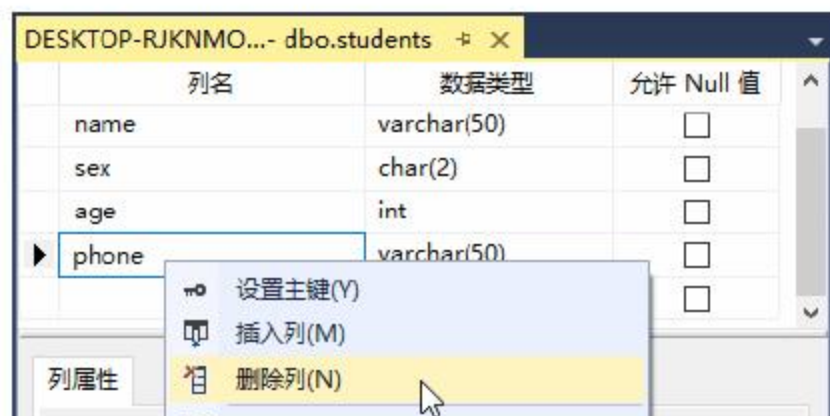 DESKTOP-RJKNMO...- dbo.students
列名 数据类型 允许 Null 值
name varchar(50)
sex char(2)
age int
phone varchar(50)
设置主键(Y)
插入列(M)
列属性 删除列(N)